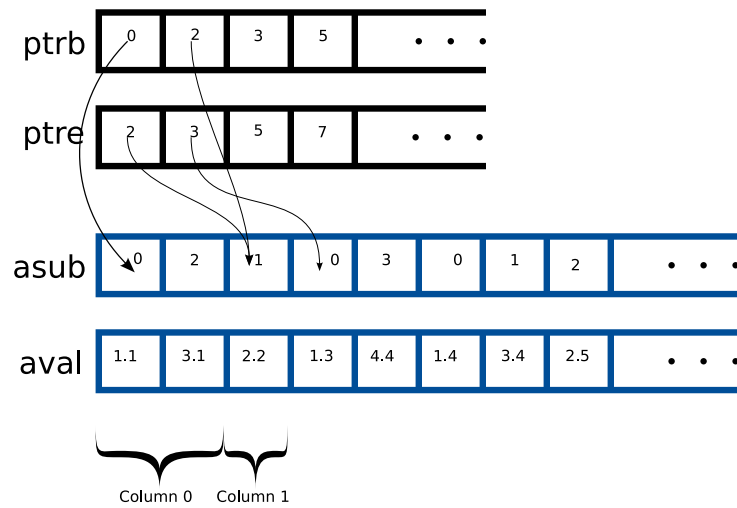 ptrb 0 2 3 5 • • •
ptre 2 3 5 7 • • •
asub 0 2 1 0 3 0 1 2 • • •
aval 1.1 3.1 2.2 1.3 4.4 1.4 3.4 2.5 • • •
Column 0 Column 1